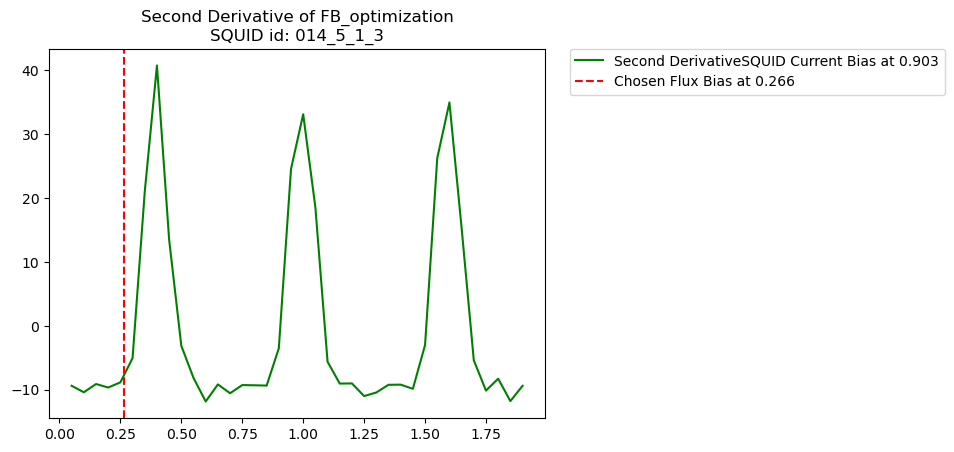 Second Derivative of FB_optimization
SQUID id: 014_5_1_3
Second DerivativeSQUID Current Bias at 0.903
Chosen Flux Bias at 0.266
40
30
20
10
0
−10
0.00 0.25 0.50 0.75 1.00 1.25 1.50 1.75